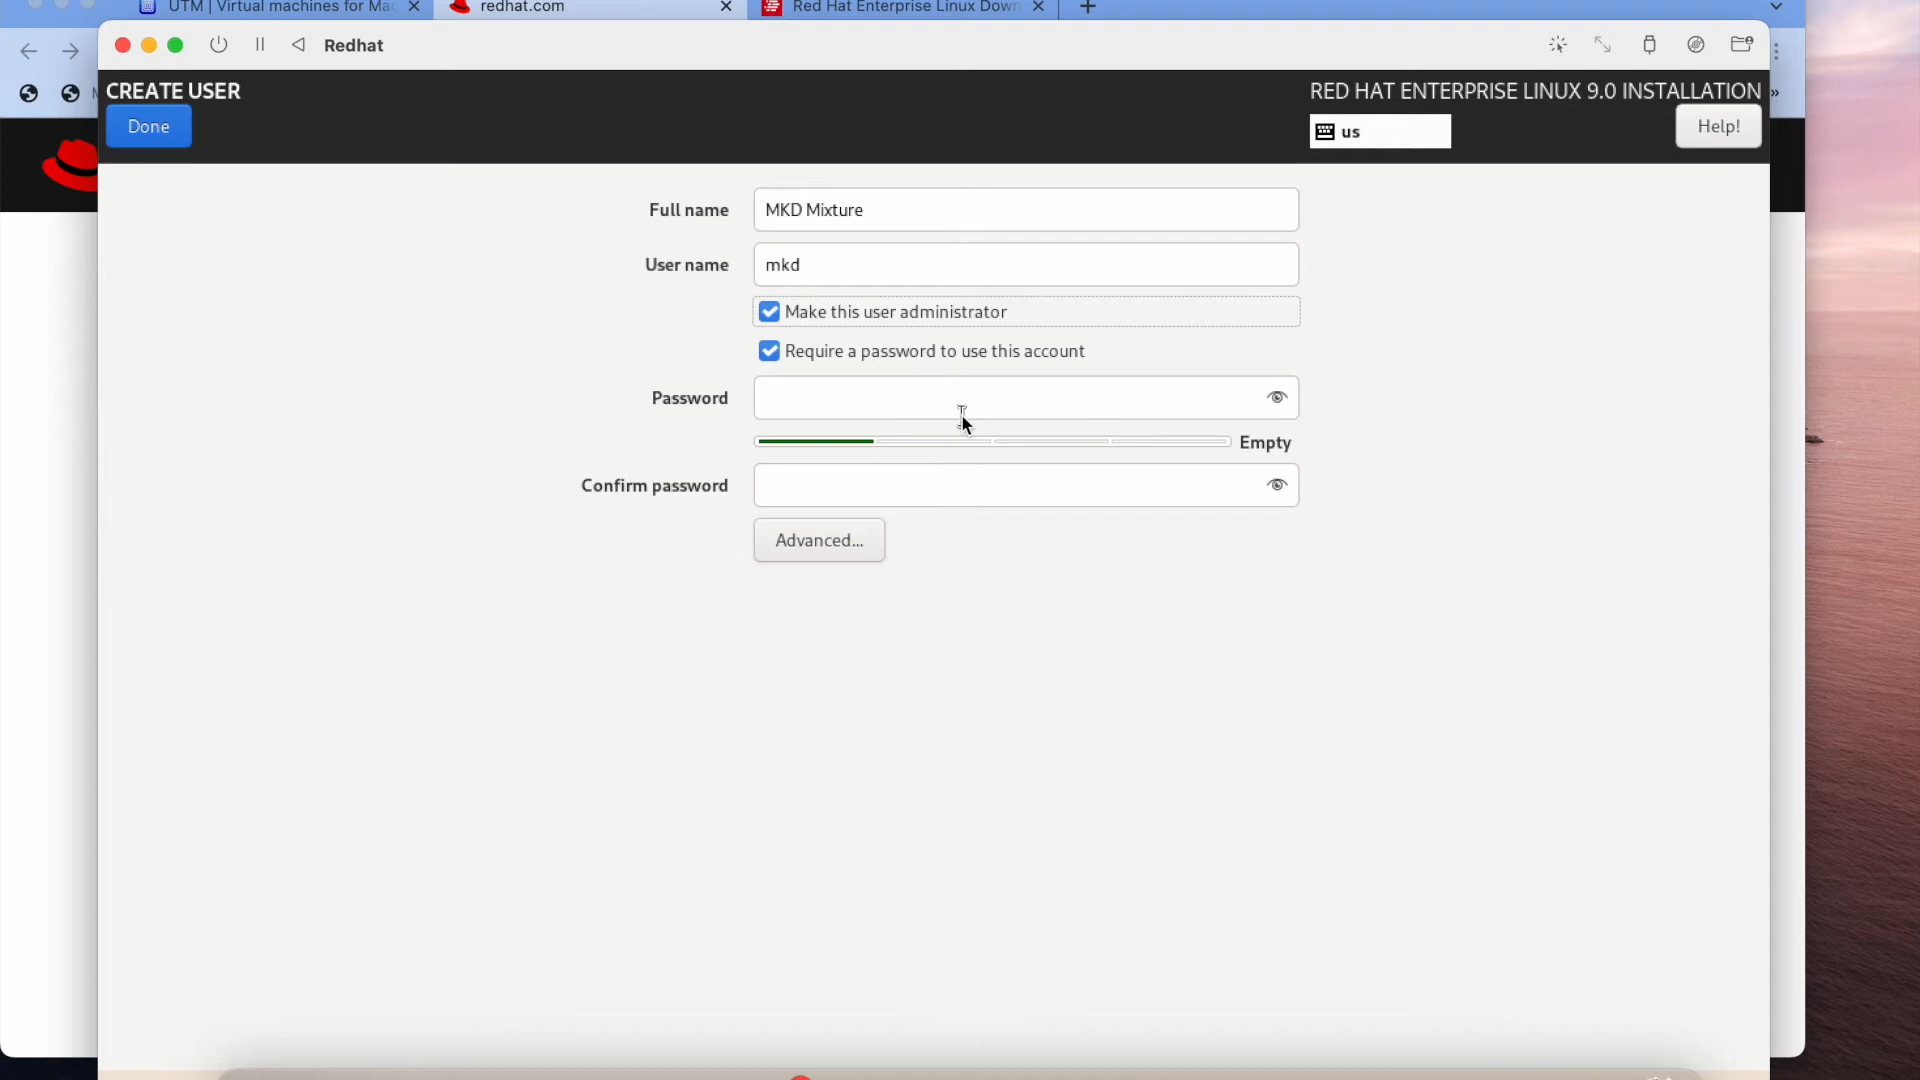 UTM | Virtual machines for Mac
redhat.com
Red Hat Enterprise Linux Down
Redhat
CREATE USER
RED HAT ENTERPRISE LINUX 9.0 INSTALLATION
Done
us
Help!
Full name
MKD Mixture
User name
mkd
Make this user administrator
Require a password to use this account
Password
Empty
Confirm password
Advanced...